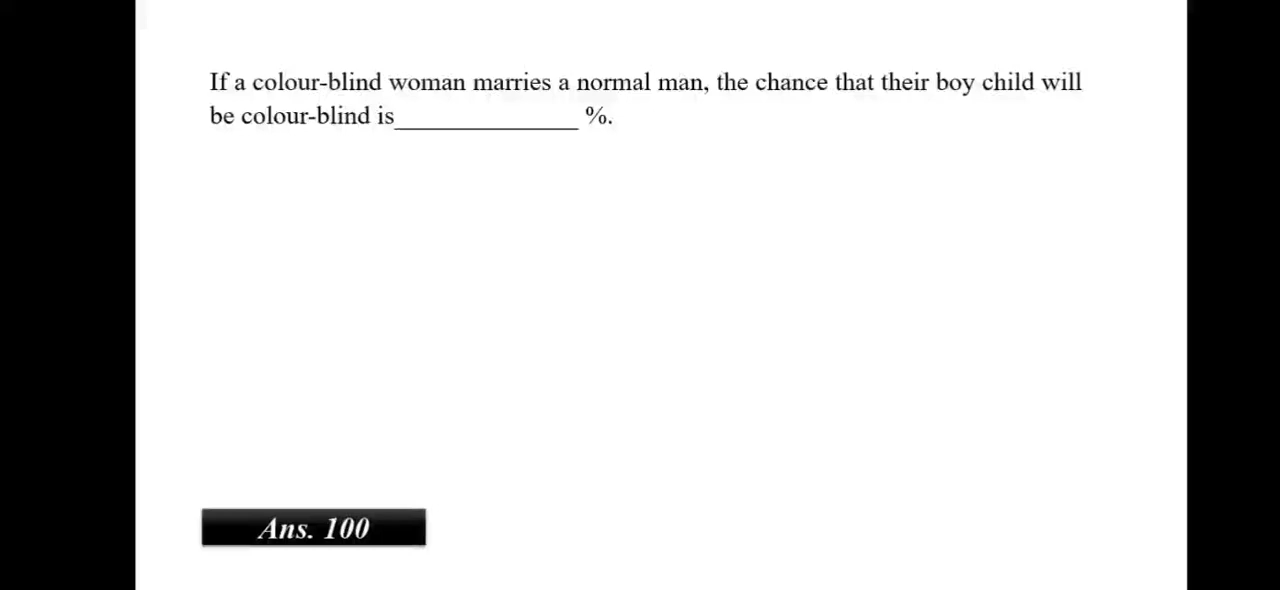 If a colour-blind woman marries a normal man, the chance that their boy child will
be colour-blind is______________ %.
Ans. 100